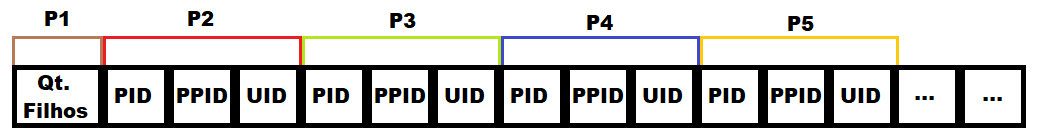 P1 P2 P3 P4 P5
Qt. Filhos PID PPID UID PID PPID UID PID PPID UID PID PPID UID ... ...